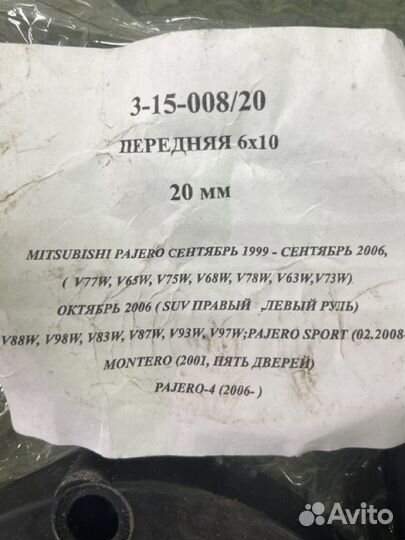 3-15-008/20
ПЕРЕДНЯЯ 6х10
20 мм
MITSUBISHI PAJERO СЕНТЯБРЬ 1999 - СЕНТЯБРЬ 2006,
( V77W, V65W, V75W, V68W, V78W, V63W,V73W)
ОКТЯБРЬ 2006 ( SUV ПРАВЫЙ ,ЛЕВЫЙ РУЛЬ)
V88W, V98W, V83W, V87W, V93W, V97W;PAJERO SPORT (02.2008-
MONTERO (2001, ПЯТЬ ДВЕРЕЙ)
PAJERO-4 (2006- )
Avito